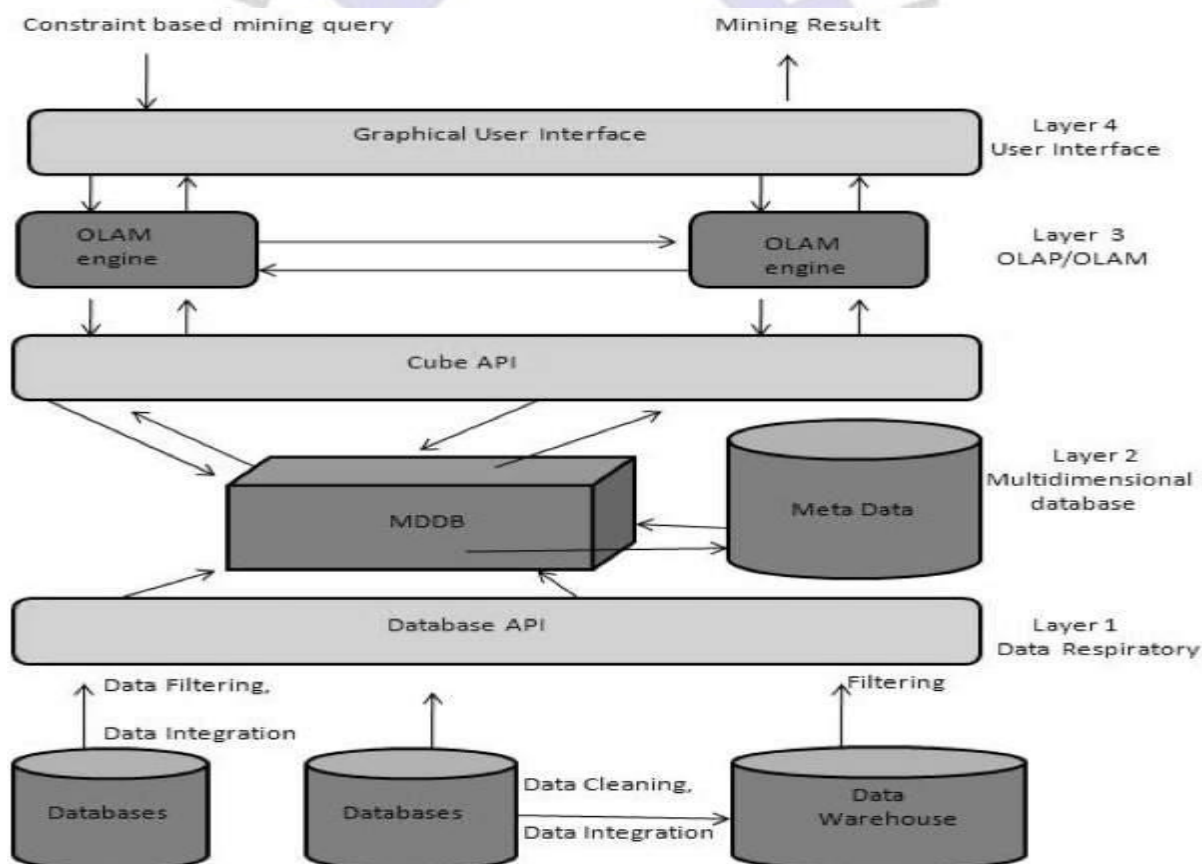 Constraint based mining query
Mining Result
Graphical User Interface
Layer 4
User Interface
OLAM
engine
OLAM
engine
Layer 3
OLAP/OLAM
Cube API
Layer 2
Multidimensional
database
MDDB
Meta Data
Database API
Layer 1
Data Respiratory
Data Filtering,
Data Integration
Filtering
Databases
Databases
Data Cleaning,
Data Integration
Data
Warehouse